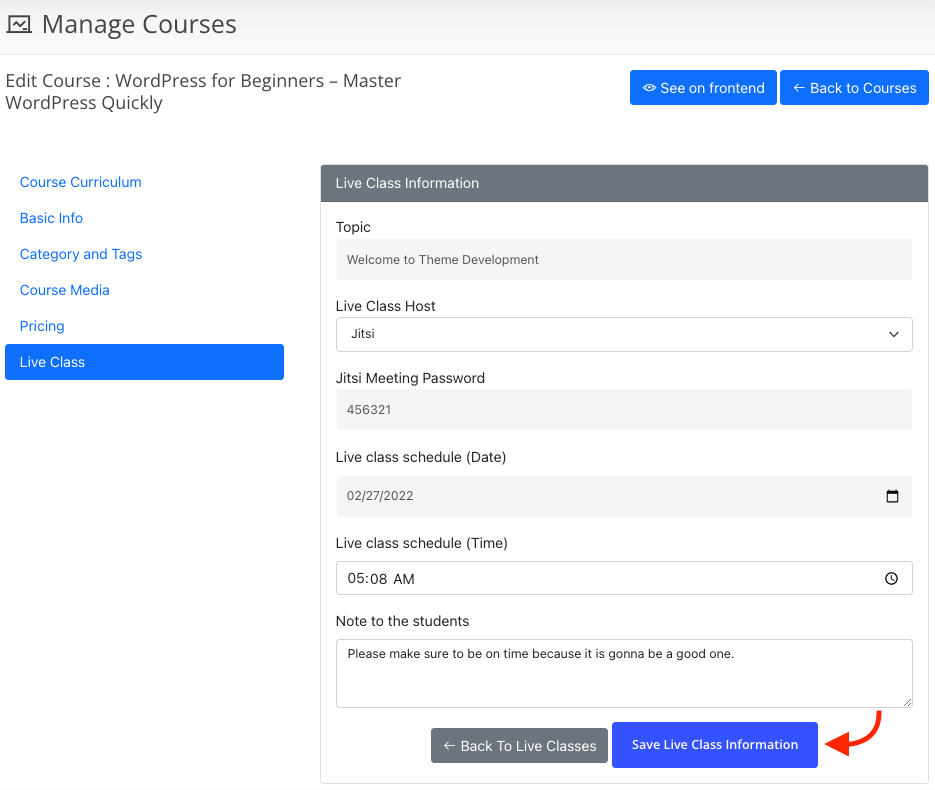 Manage Courses
Edit Course : WordPress for Beginners – Master
WordPress Quickly
See on frontend
← Back to Courses
Course Curriculum
Basic Info
Category and Tags
Course Media
Pricing
Live Class
Live Class Information
Topic
Welcome to Theme Development
Live Class Host
Jitsi
Jitsi Meeting Password
456321
Live class schedule (Date)
02/27/2022
Live class schedule (Time)
05:08 AM
Note to the students
Please make sure to be on time because it is gonna be a good one.
← Back To Live Classes
Save Live Class Information